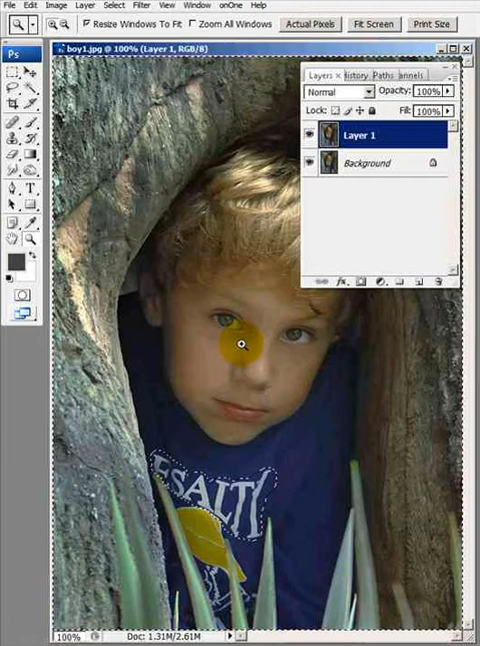 File Edit Image Layer Select Filter View Window onOne Help
Resize Windows To Fit Zoom All Windows Actual Pixels Fit Screen Print Size
Ps boy1.jpg @ 100% (Layer 1, RGB/8)
Layers x History Paths annels
Normal Opacity: 100%
Lock: Fill: 100%
Layer 1
Background
T
ESALTY
100% Doc: 1.31M/2.61M